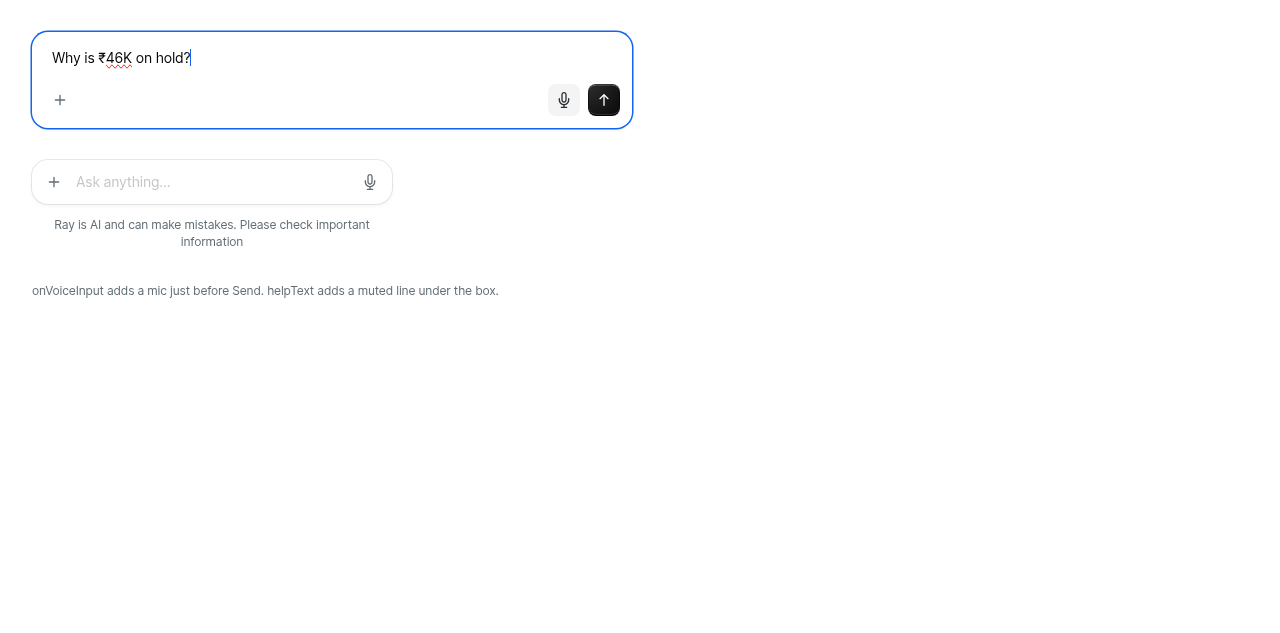 Why is ₹46K on hold?
Ask anything...
Ray is AI and can make mistakes. Please check important
information
onVoiceInput adds a mic just before Send. helpText adds a muted line under the box.